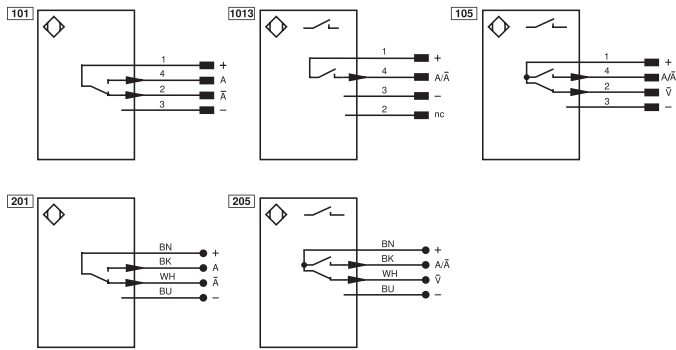 101
1 +
4 A
2 Ā
3 –
1013
1 +
4 A/Ā
3 –
2 nc
105
1 +
4 A/Ā
2 V̄
3 –
201
BN +
BK A
WH Ā
BU –
205
BN +
BK A/Ā
WH V̄
BU –